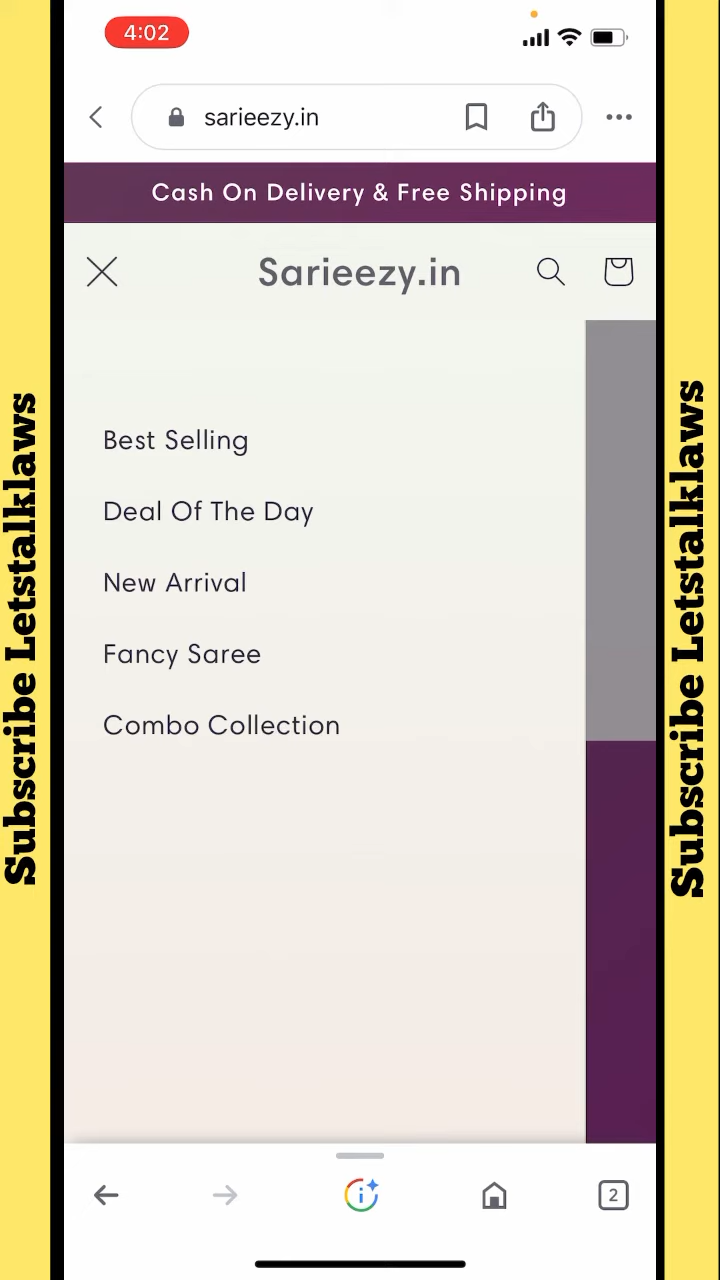 4:02
sarieezy.in
Cash On Delivery & Free Shipping
Sarieezy.in
Best Selling
Deal Of The Day
New Arrival
Fancy Saree
Combo Collection
2
Subscribe Letstalklaws
Subscribe Letstalklaws